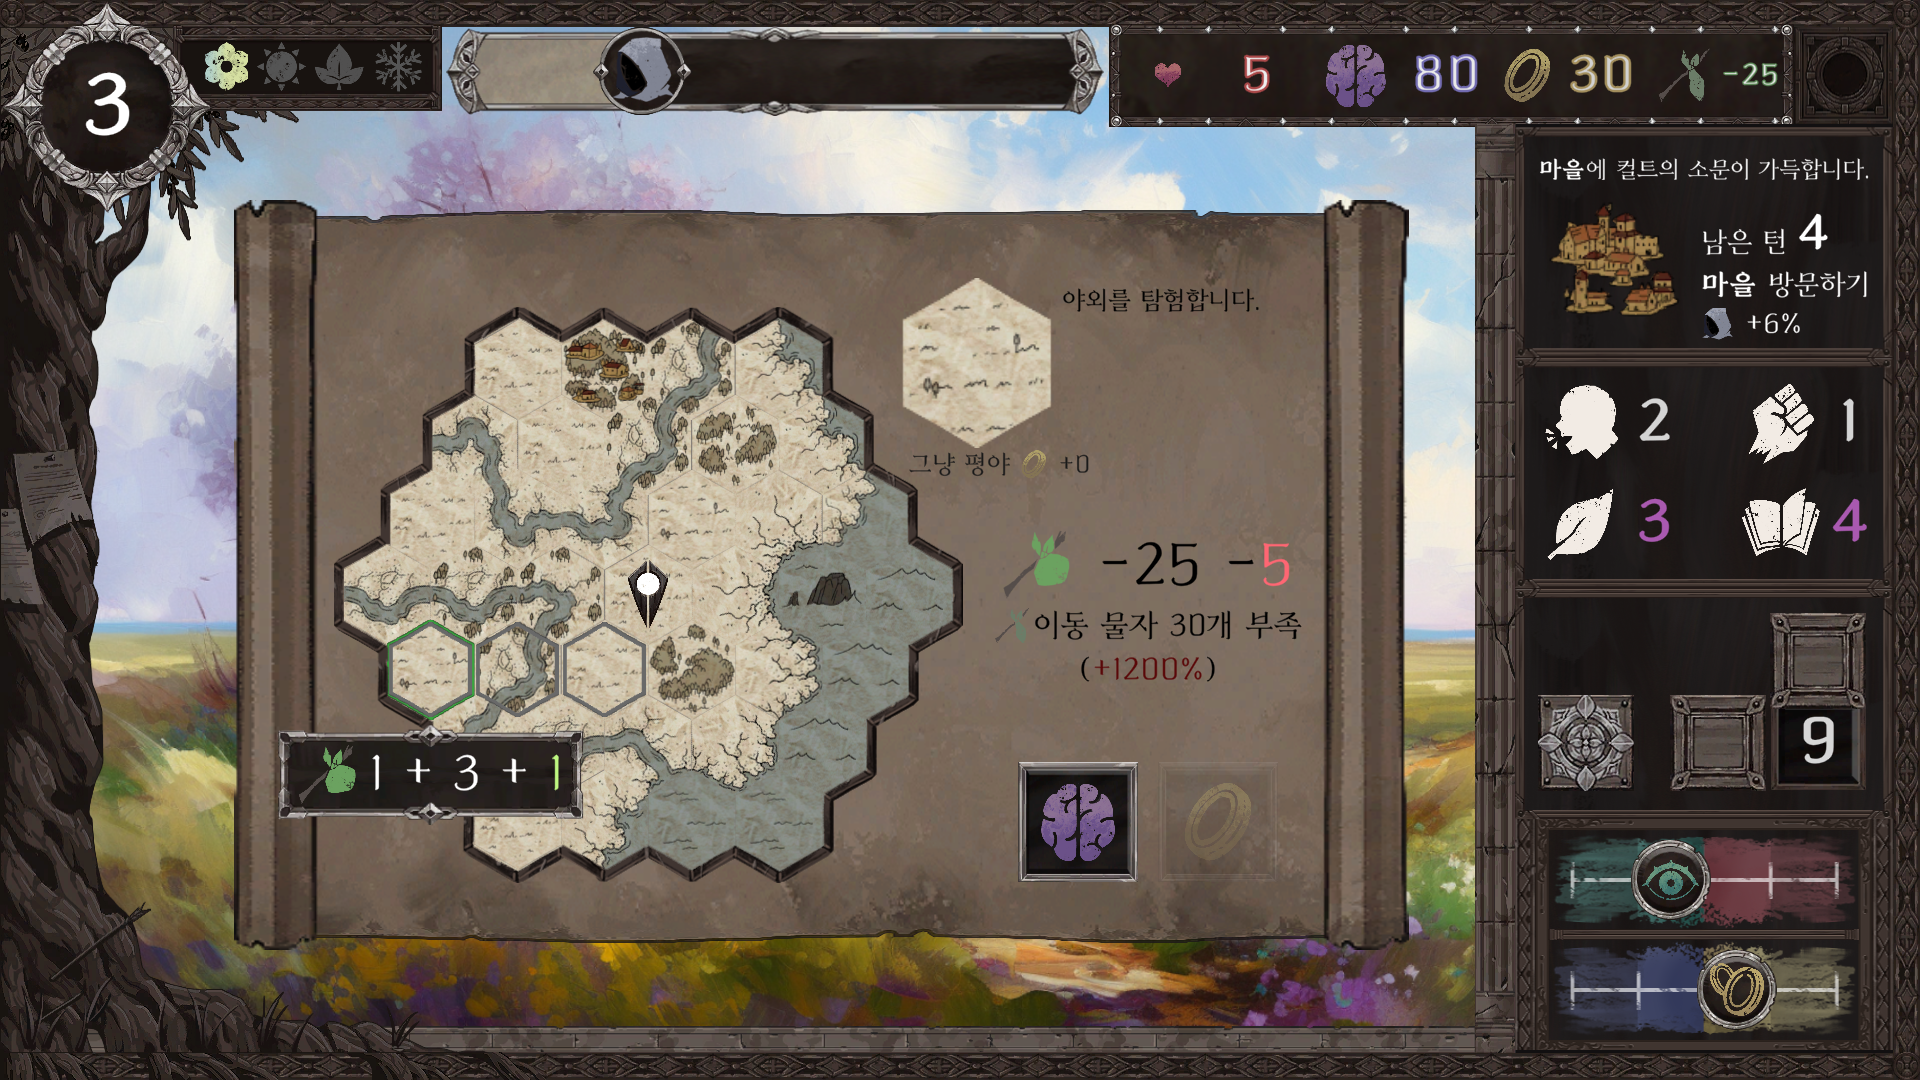 3
5 80 30 -25
마을에 컬트의 소문이 가득합니다.
남은 턴 4
마을 방문하기
+6%
야외를 탐험합니다.
그냥 평야 +0
2 1
3 4
-25 -5
이동 물자 30개 부족
(+1200%)
1 + 3 + 1
9